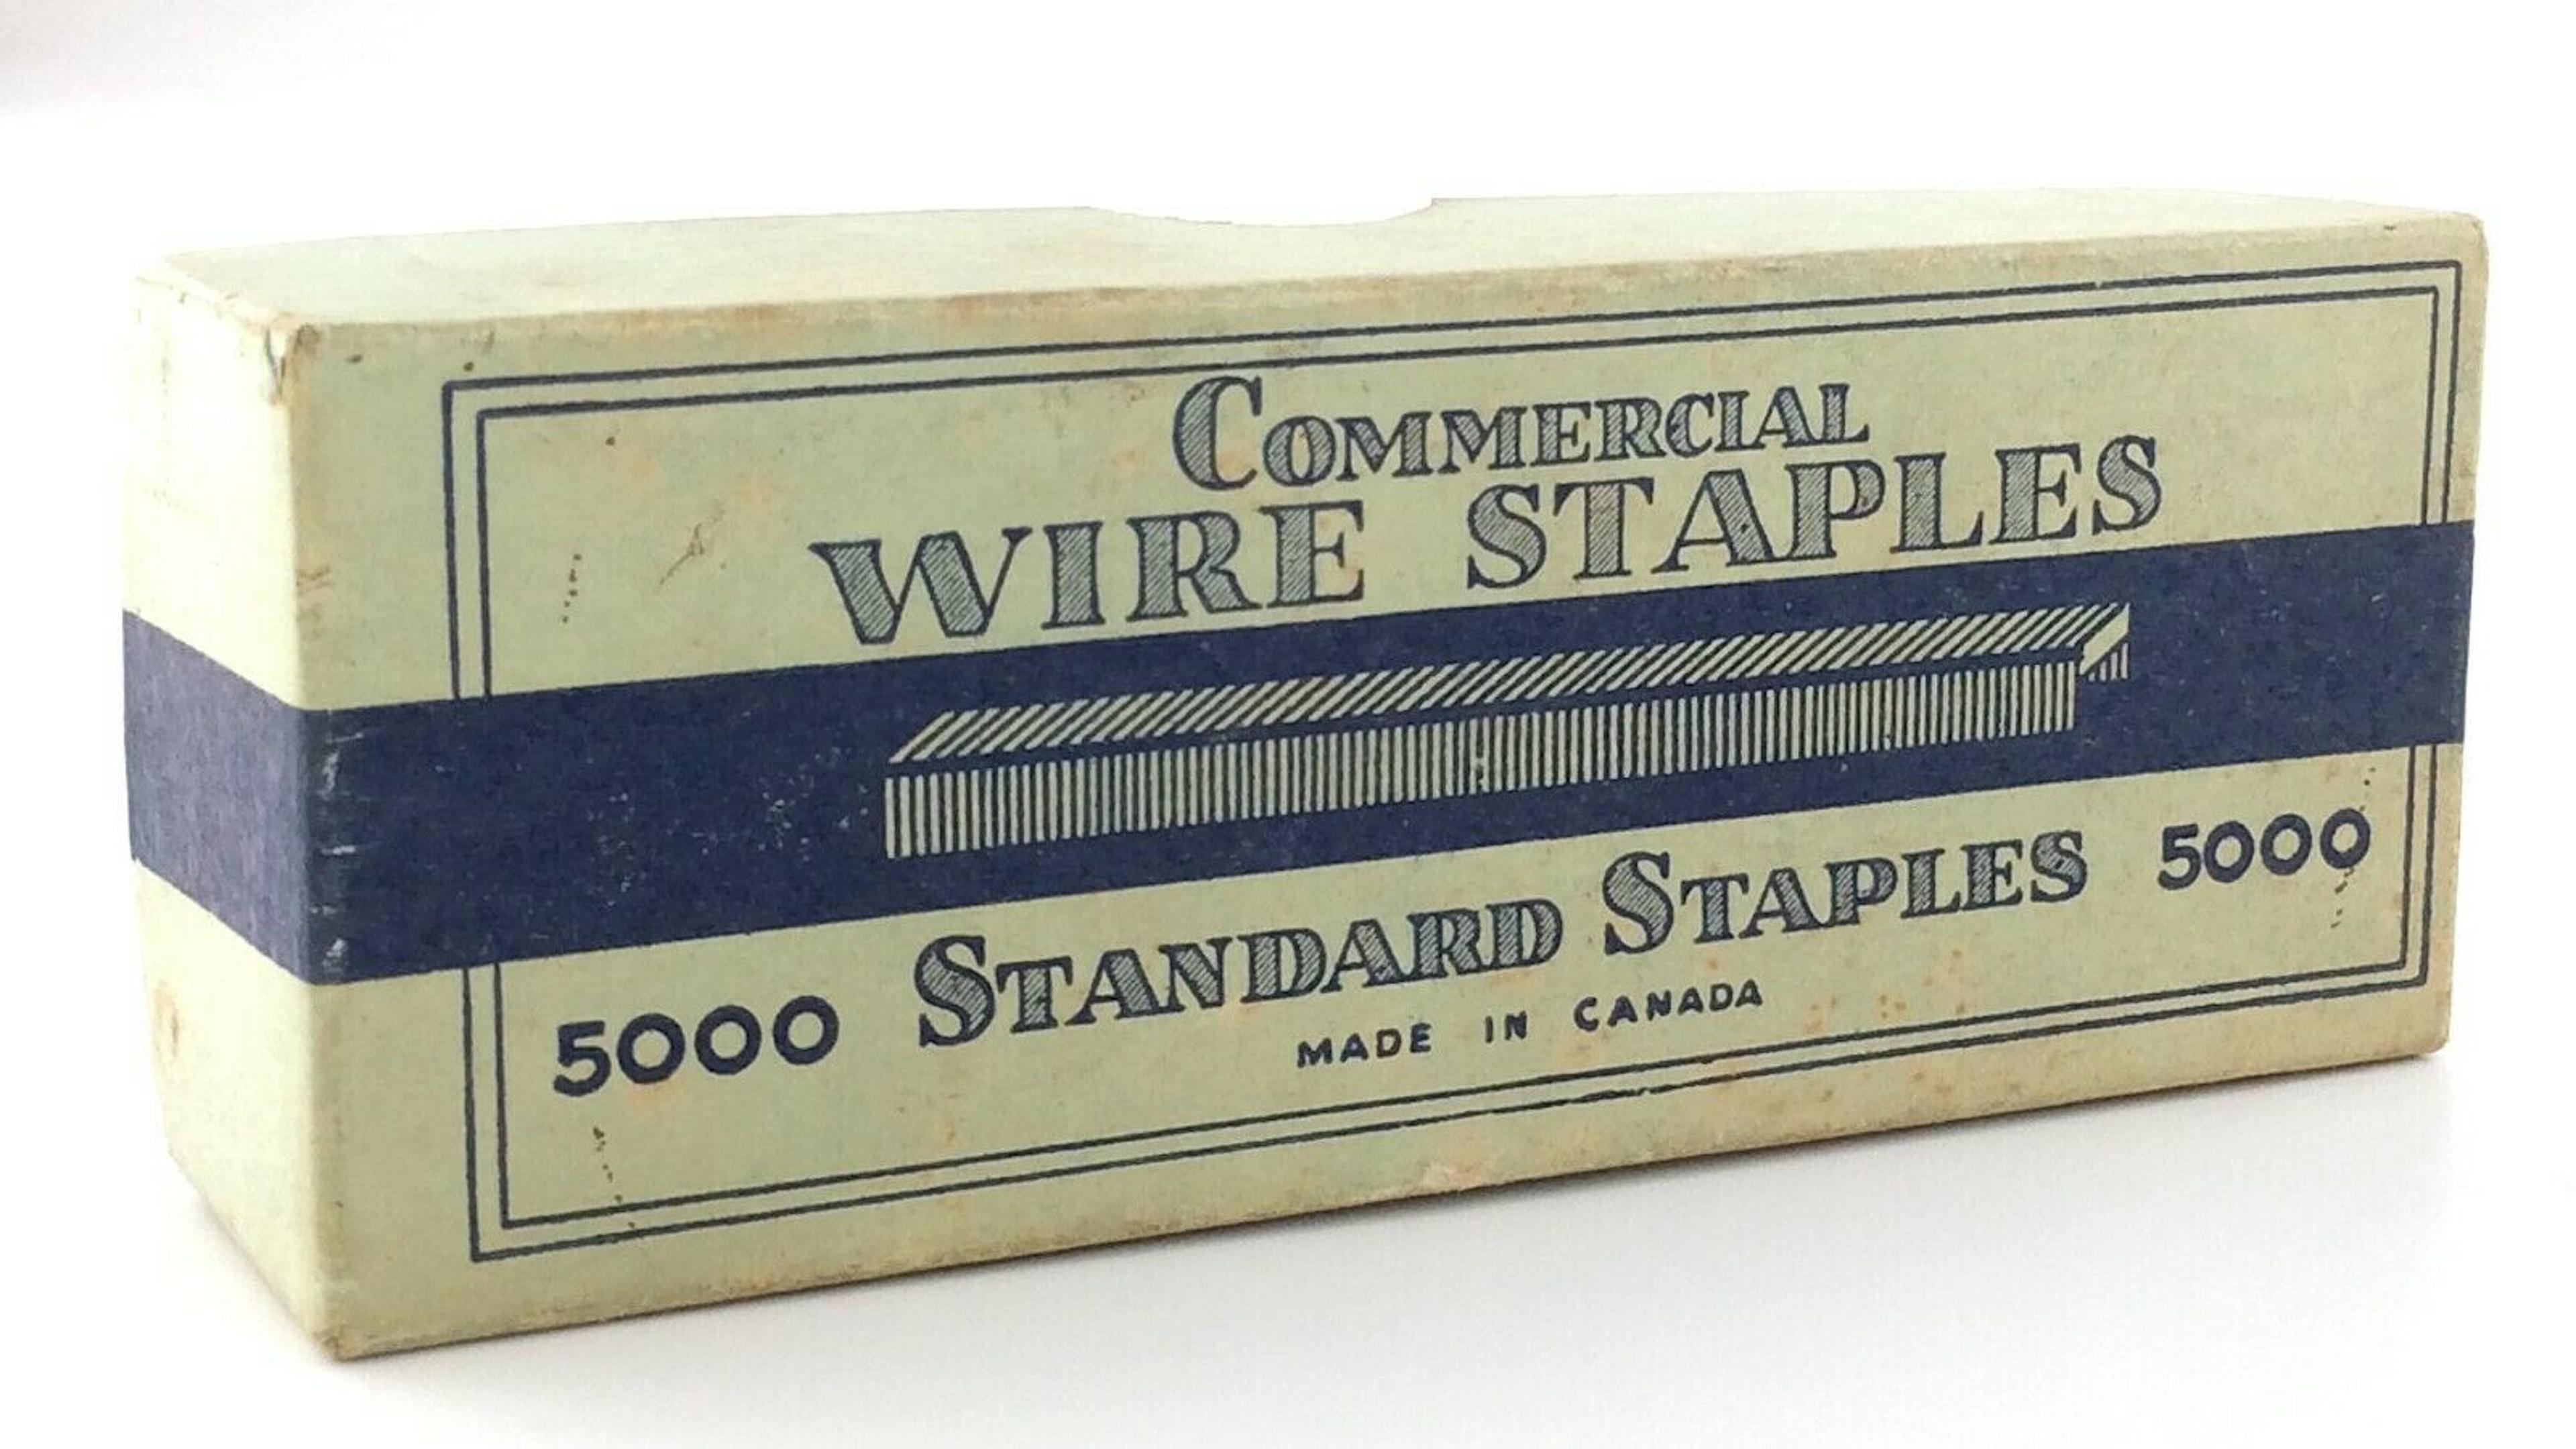 COMMERCIAL
WIRE STAPLES
5000 STANDARD STAPLES 5000
MADE IN CANADA